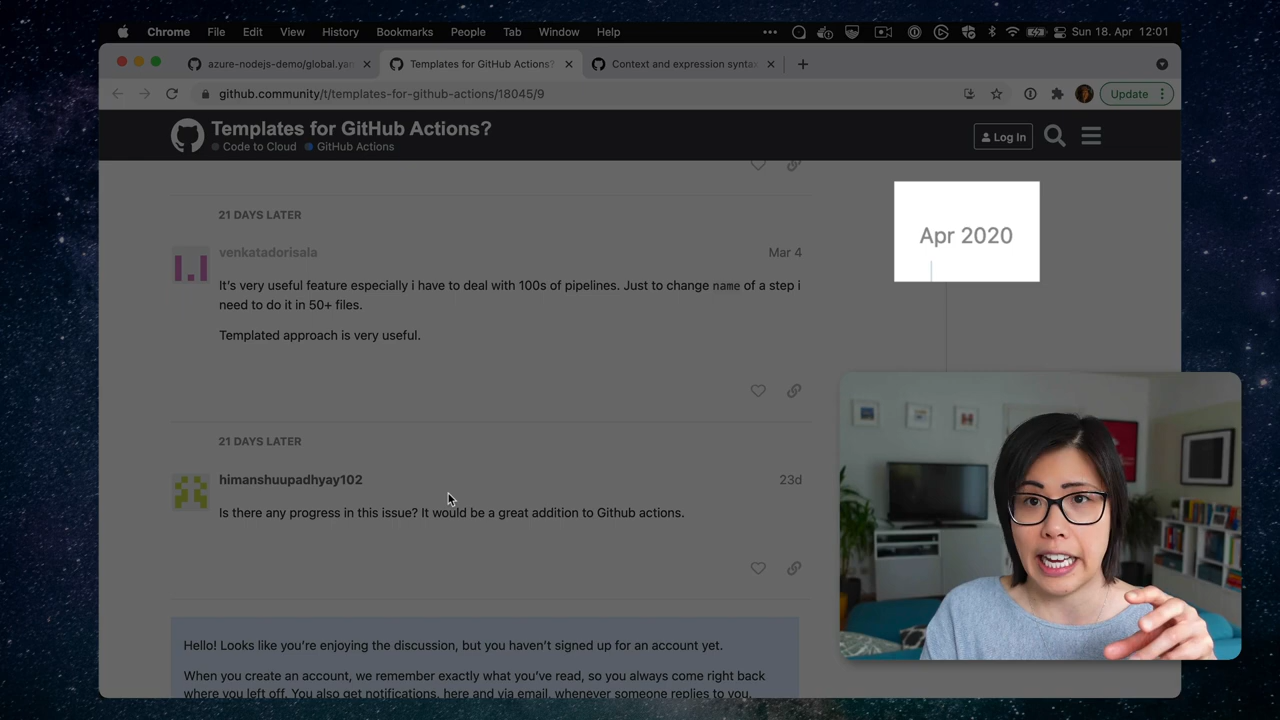 Chrome File Edit View History Bookmarks People Tab Window Help Sun 18. Apr 12:01
azure-nodejs-demo/global.yam Templates for GitHub Actions? Context and expression syntax
github.community/t/templates-for-github-actions/18045/9 Update
Templates for GitHub Actions?
Code to Cloud GitHub Actions
Log In
21 DAYS LATER
Apr 2020
venkatadorisala Mar 4
It's very useful feature especially i have to deal with 100s of pipelines. Just to change name of a step i
need to do it in 50+ files.
Templated approach is very useful.
21 DAYS LATER
himanshuupadhyay102 23d
Is there any progress in this issue? It would be a great addition to Github actions.
Hello! Looks like you're enjoying the discussion, but you haven't signed up for an account yet.
When you create an account, we remember exactly what you've read, so you always come right back
where you left off. You also get notifications, here and via email, whenever someone replies to you.